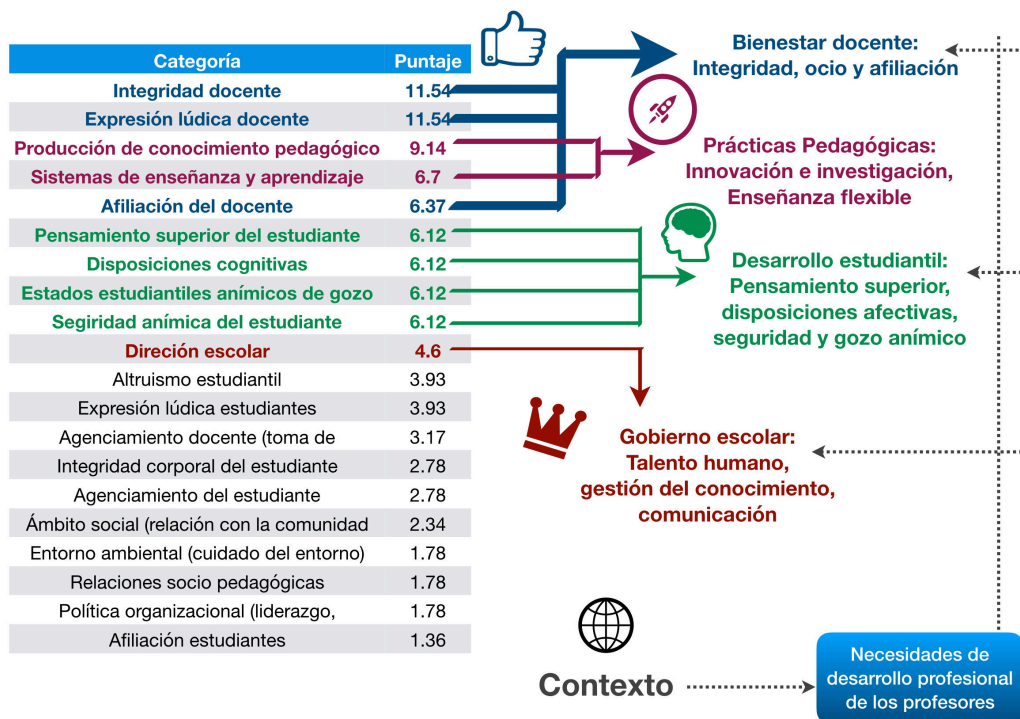 Categoría Puntaje
Integridad docente 11.54
Expresión lúdica docente 11.54
Producción de conocimiento pedagógico 9.14
Sistemas de enseñanza y aprendizaje 6.7
Afiliación del docente 6.37
Pensamiento superior del estudiante 6.12
Disposiciones cognitivas 6.12
Estados estudiantiles anímicos de gozo 6.12
Segiridad anímica del estudiante 6.12
Direción escolar 4.6
Altruismo estudiantil 3.93
Expresión lúdica estudiantes 3.93
Agenciamiento docente (toma de 3.17
Integridad corporal del estudiante 2.78
Agenciamiento del estudiante 2.78
Ámbito social (relación con la comunidad 2.34
Entorno ambiental (cuidado del entorno) 1.78
Relaciones socio pedagógicas 1.78
Política organizacional (liderazgo, 1.78
Afiliación estudiantes 1.36
Bienestar docente:
Integridad, ocio y afiliación
Prácticas Pedagógicas:
Innovación e investigación,
Enseñanza flexible
Desarrollo estudiantil:
Pensamiento superior,
disposiciones afectivas,
seguridad y gozo anímico
Gobierno escolar:
Talento humano,
gestión del conocimiento,
comunicación
Contexto
Necesidades de
desarrollo profesional
de los profesores